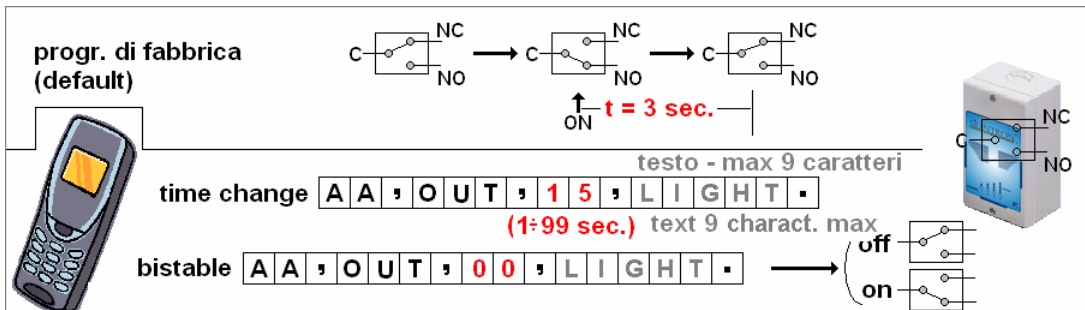 progr. di fabbrica
(default)
C NC NO
C NC NO
C NC NO
ON t = 3 sec.
C NC NO
testo - max 9 caratteri
time change AA,OUT,15,LIGHT.
(1÷99 sec.) text 9 charact. max
bistable AA,OUT,00,LIGHT.
off
on